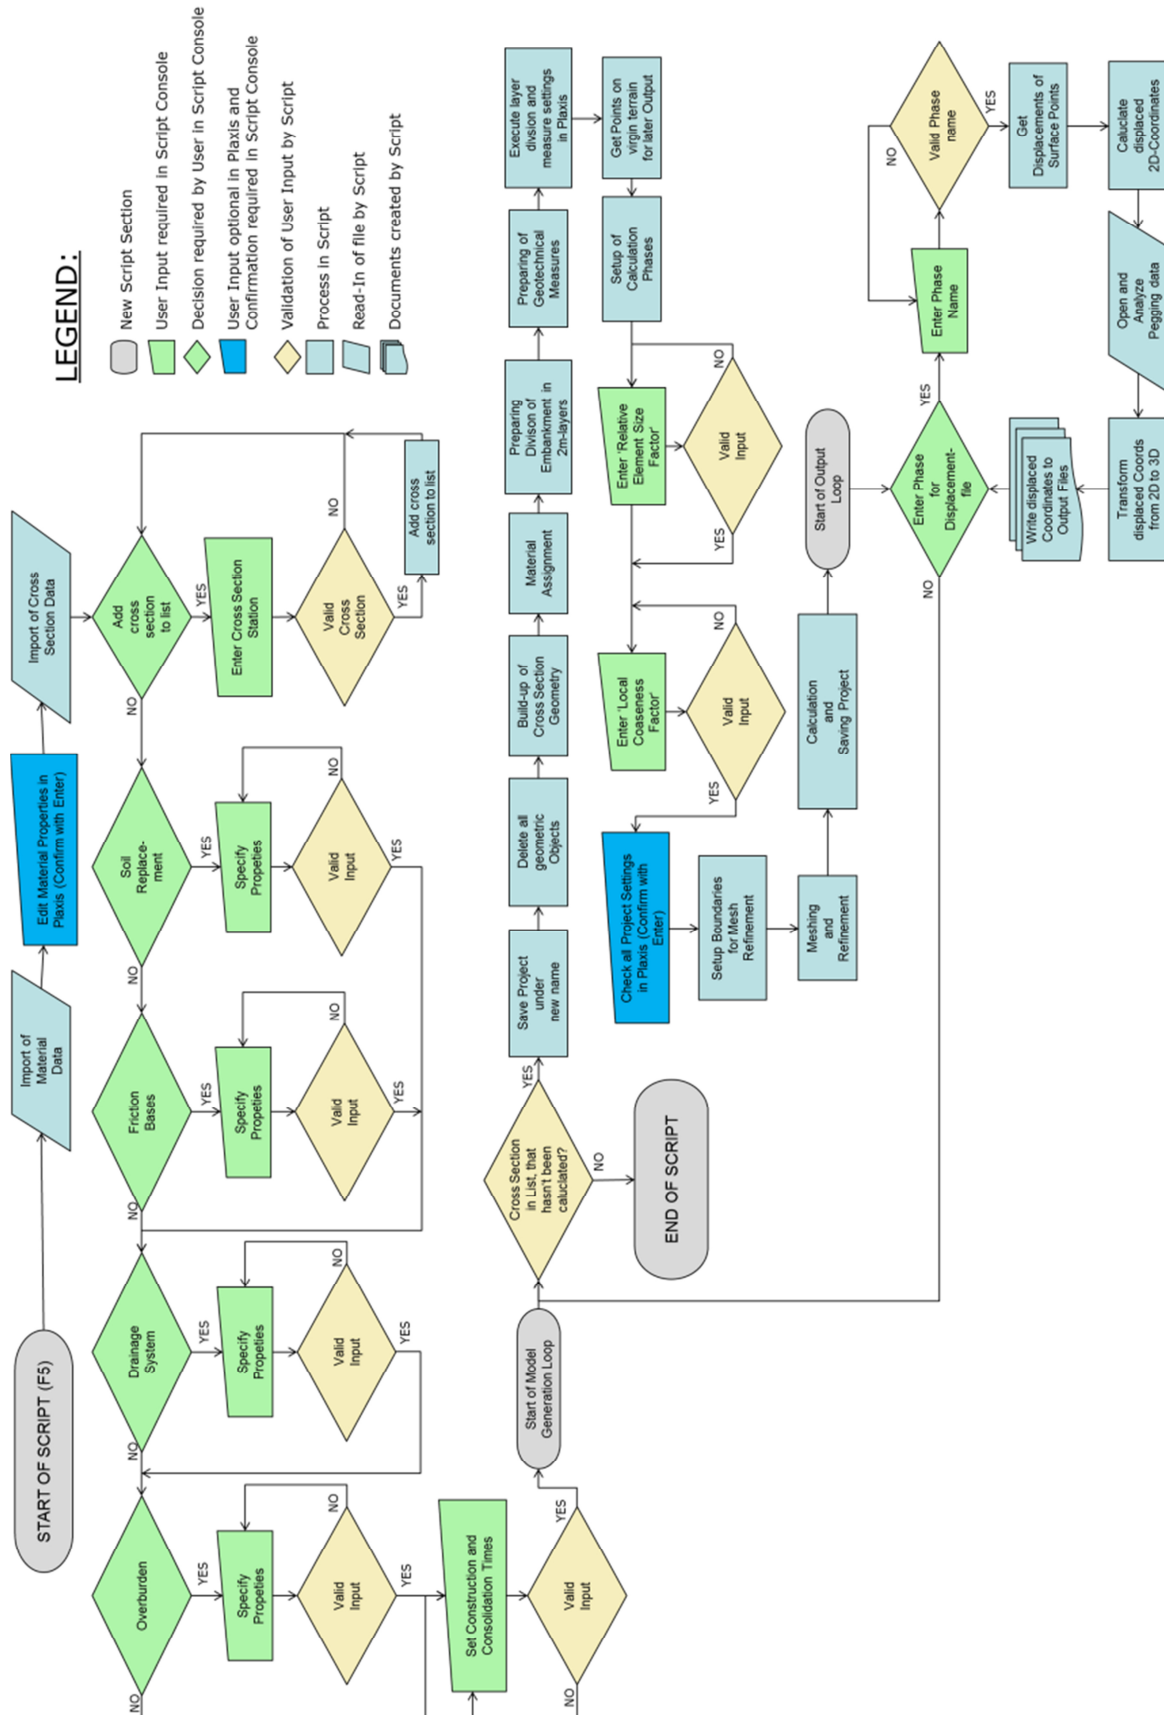 LEGEND:
New Script Section
User Input required in Script Console
Decision required by User in Script Console
User Input optional in Plaxis and
Confirmation required in Script Console
Validation of User Input by Script
Process in Script
Read-In of file by Script
Documents created by Script
START OF SCRIPT (F5)
Import of
Material
Data
Edit Material Properties in
Plaxis (Confirm with Enter)
Import of Cross
Section Data
Add
cross
section
to list
YES
NO
Enter Cross Section
Station
Valid
Cross
Section
NO
YES
Add cross
section to list
Soil
Replace-
ment
YES
NO
Specify
Propeties
Valid
Input
NO
YES
Friction
Bases
YES
NO
Specify
Propeties
Valid
Input
NO
YES
Drainage
System
YES
NO
Specify
Propeties
Valid
Input
NO
YES
Overburden
YES
NO
Specify
Propeties
Valid
Input
NO
YES
Set Construction and
Consolidation Times
Valid
Input
NO
YES
Start of Model
Generation Loop
Cross Section
in List, that
hasn't been
caluclated?
YES
NO
END OF SCRIPT
Save Project
under
new name
Delete all
geometric
Objects
Build-up of
Cross Section
Geometry
Material
Assignment
Preparing
Divison of
Embankment in
2m-layers
Preparing of
Geotechnical
Measures
Execute layer
divsion and
measure settings
in Plaxis
Get Points on
virgin terrain
for later Output
Setup of
Calculation
Phases
Enter 'Relative
Element Size
Factor'
Valid
Input
NO
YES
Enter 'Local
Coaseness
Factor'
Valid
Input
NO
YES
Check all Project Settings
in Plaxis (Confirm with
Enter)
Setup Boundaries
for Mesh
Refinement
Meshing
and
Refinement
Calculation
and
Saving Project
Start of Output
Loop
Enter Phase
for
Displacement-
file
YES
NO
Enter Phase
Name
Valid Phase
name
NO
YES
Get
Displacements of
Surface Points
Caluclate
displaced
2D-Coordinates
Open and
Analyze
Pegging data
Transform
displaced Coords
from 2D to 3D
Write displaced
Coordinates to
Output Files